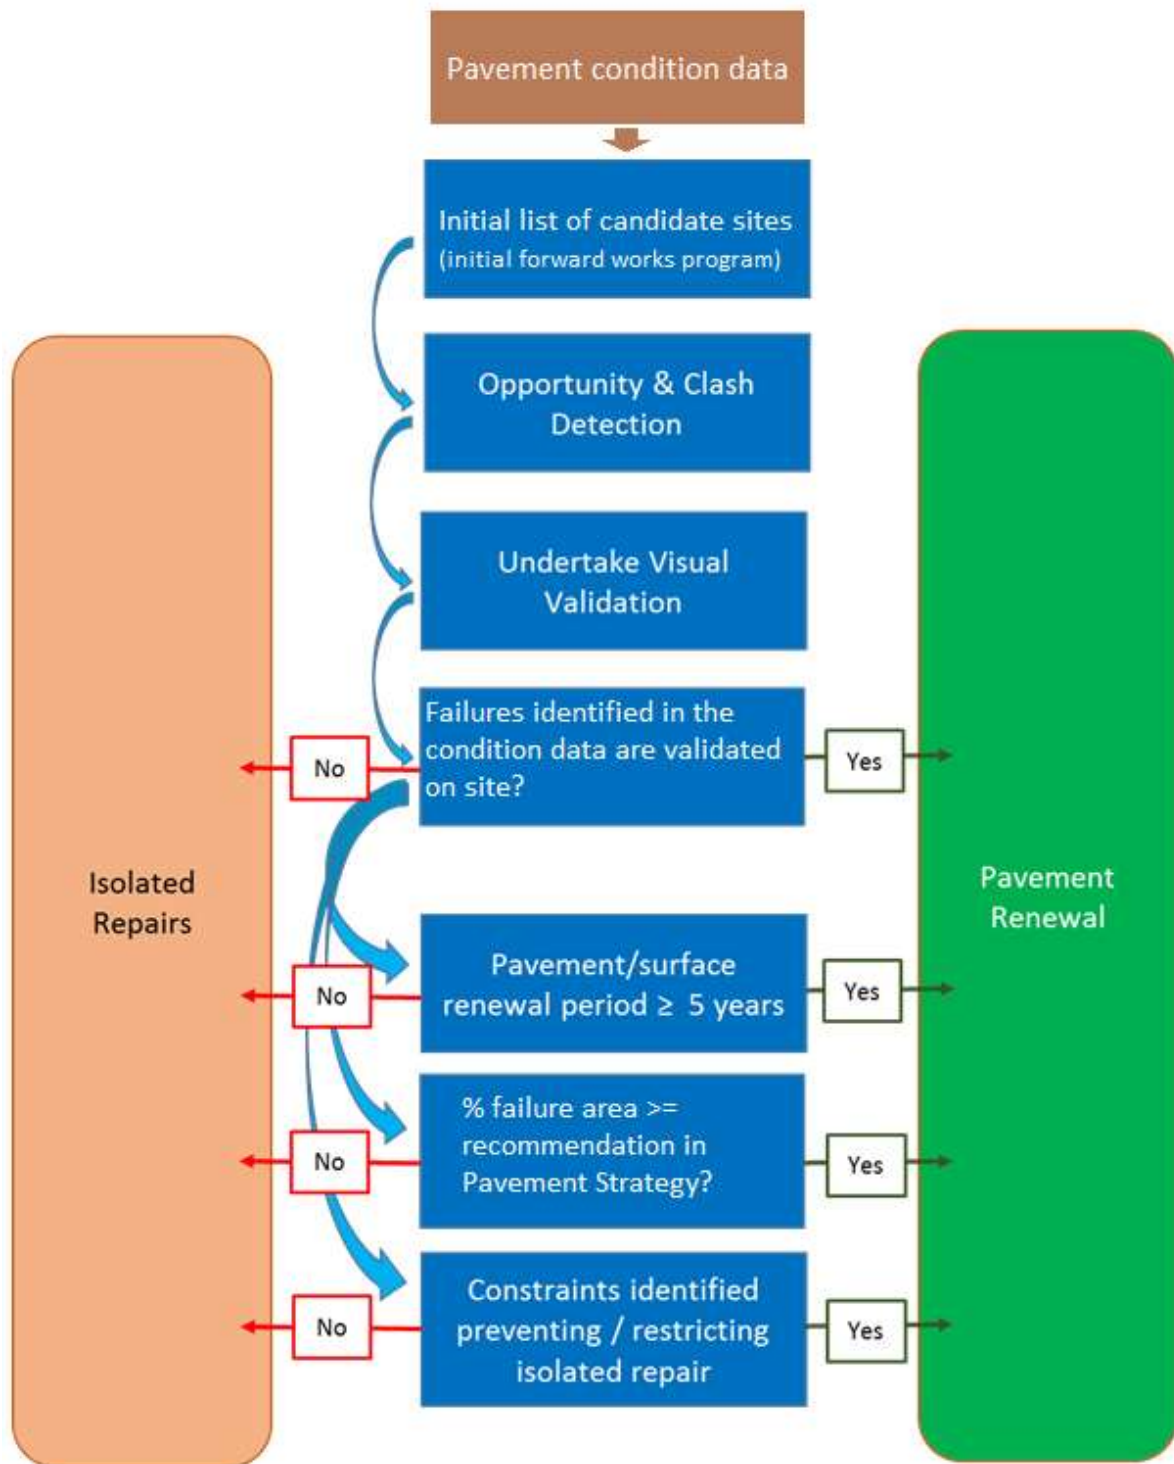 Pavement condition data
Initial list of candidate sites
(initial forward works program)
Opportunity & Clash
Detection
Undertake Visual
Validation
Failures identified in the
condition data are validated
on site?
No
Yes
Isolated
Repairs
Pavement
Renewal
Pavement/surface
renewal period ≥ 5 years
No
Yes
% failure area >=
recommendation in
Pavement Strategy?
No
Yes
Constraints identified
preventing / restricting
isolated repair
No
Yes